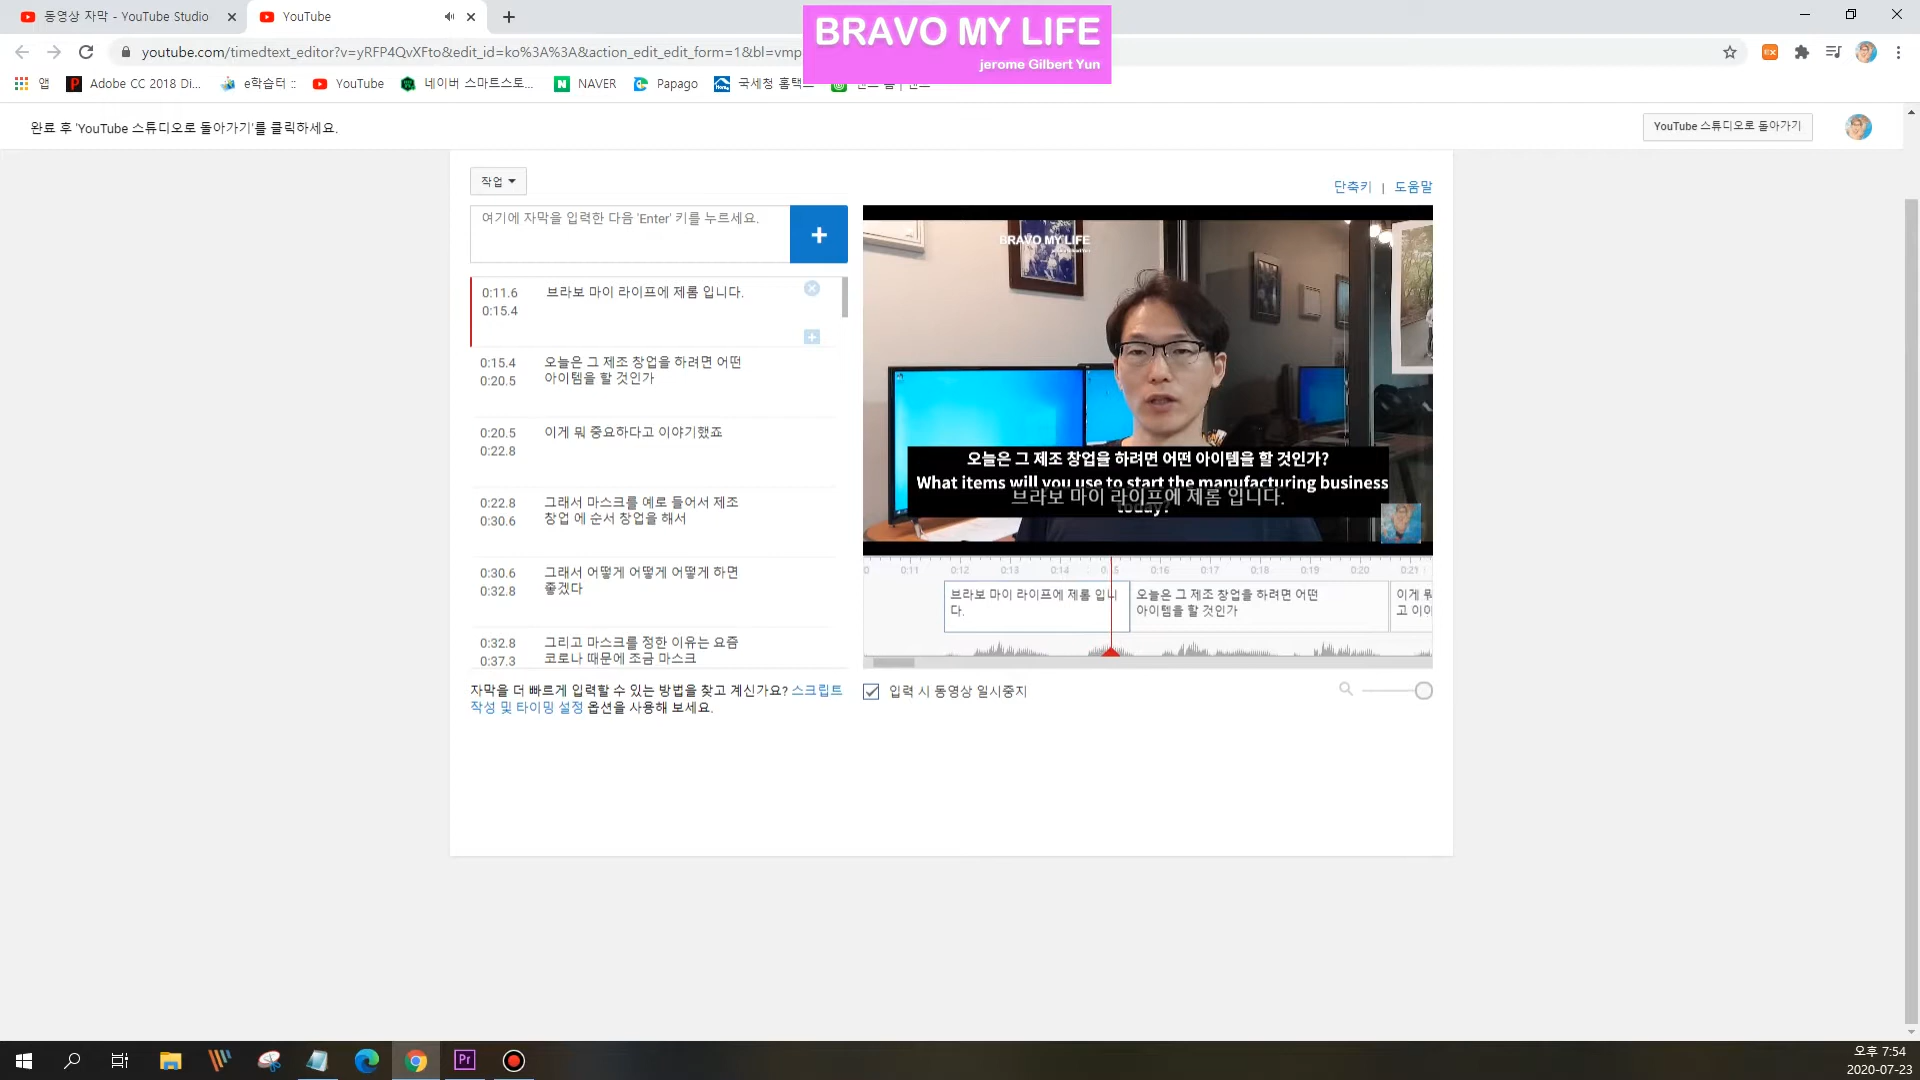 동영상 자막 - YouTube Studio
YouTube
BRAVO MY LIFE
jerome Gilbert Yun
youtube.com/timedtext_editor?v=yRFP4QvXFto&edit_id=ko%3A%3A&action_edit_edit_form=1&bl=vmp
앱
Adobe CC 2018 Di...
e학습터 ::
YouTube
네이버 스마트스토...
NAVER
Papago
국세청 홈택스
완료 후 'YouTube 스튜디오로 돌아가기'를 클릭하세요.
YouTube 스튜디오로 돌아가기
작업
단축키 | 도움말
여기에 자막을 입력한 다음 'Enter' 키를 누르세요.
+
0:11.6 브라보 마이 라이프에 제롬 입니다.
0:15.4
0:15.4 오늘은 그 제조 창업을 하려면 어떤
0:20.5 아이템을 할 것인가
0:20.5 이게 뭐 중요하다고 이야기했죠
0:22.8
0:22.8 그래서 마스크를 예로 들어서 제조
0:30.6 창업 에 순서 창업을 해서
0:30.6 그래서 어떻게 어떻게 어떻게 하면
0:32.8 좋겠다
0:32.8 그리고 마스크를 정한 이유는 요즘
0:37.3 코로나 때문에 조금 마스크
자막을 더 빠르게 입력할 수 있는 방법을 찾고 계신가요? 스크립트
작성 및 타이밍 설정 옵션을 사용해 보세요.
BRAVO MY LIFE
오늘은 그 제조 창업을 하려면 어떤 아이템을 할 것인가?
What items will you use to start the manufacturing business
브라보 마이 라이프에 제롬 입니다.
today?
0:11 0:12 0:13 0:14 0:15 0:16 0:17 0:18 0:19 0:20 0:21
브라보 마이 라이프에 제롬 입니
다.
오늘은 그 제조 창업을 하려면 어떤
아이템을 할 것인가
이게 뭐
고 이야
입력 시 동영상 일시중지
Pr
오후 7:54
2020-07-23